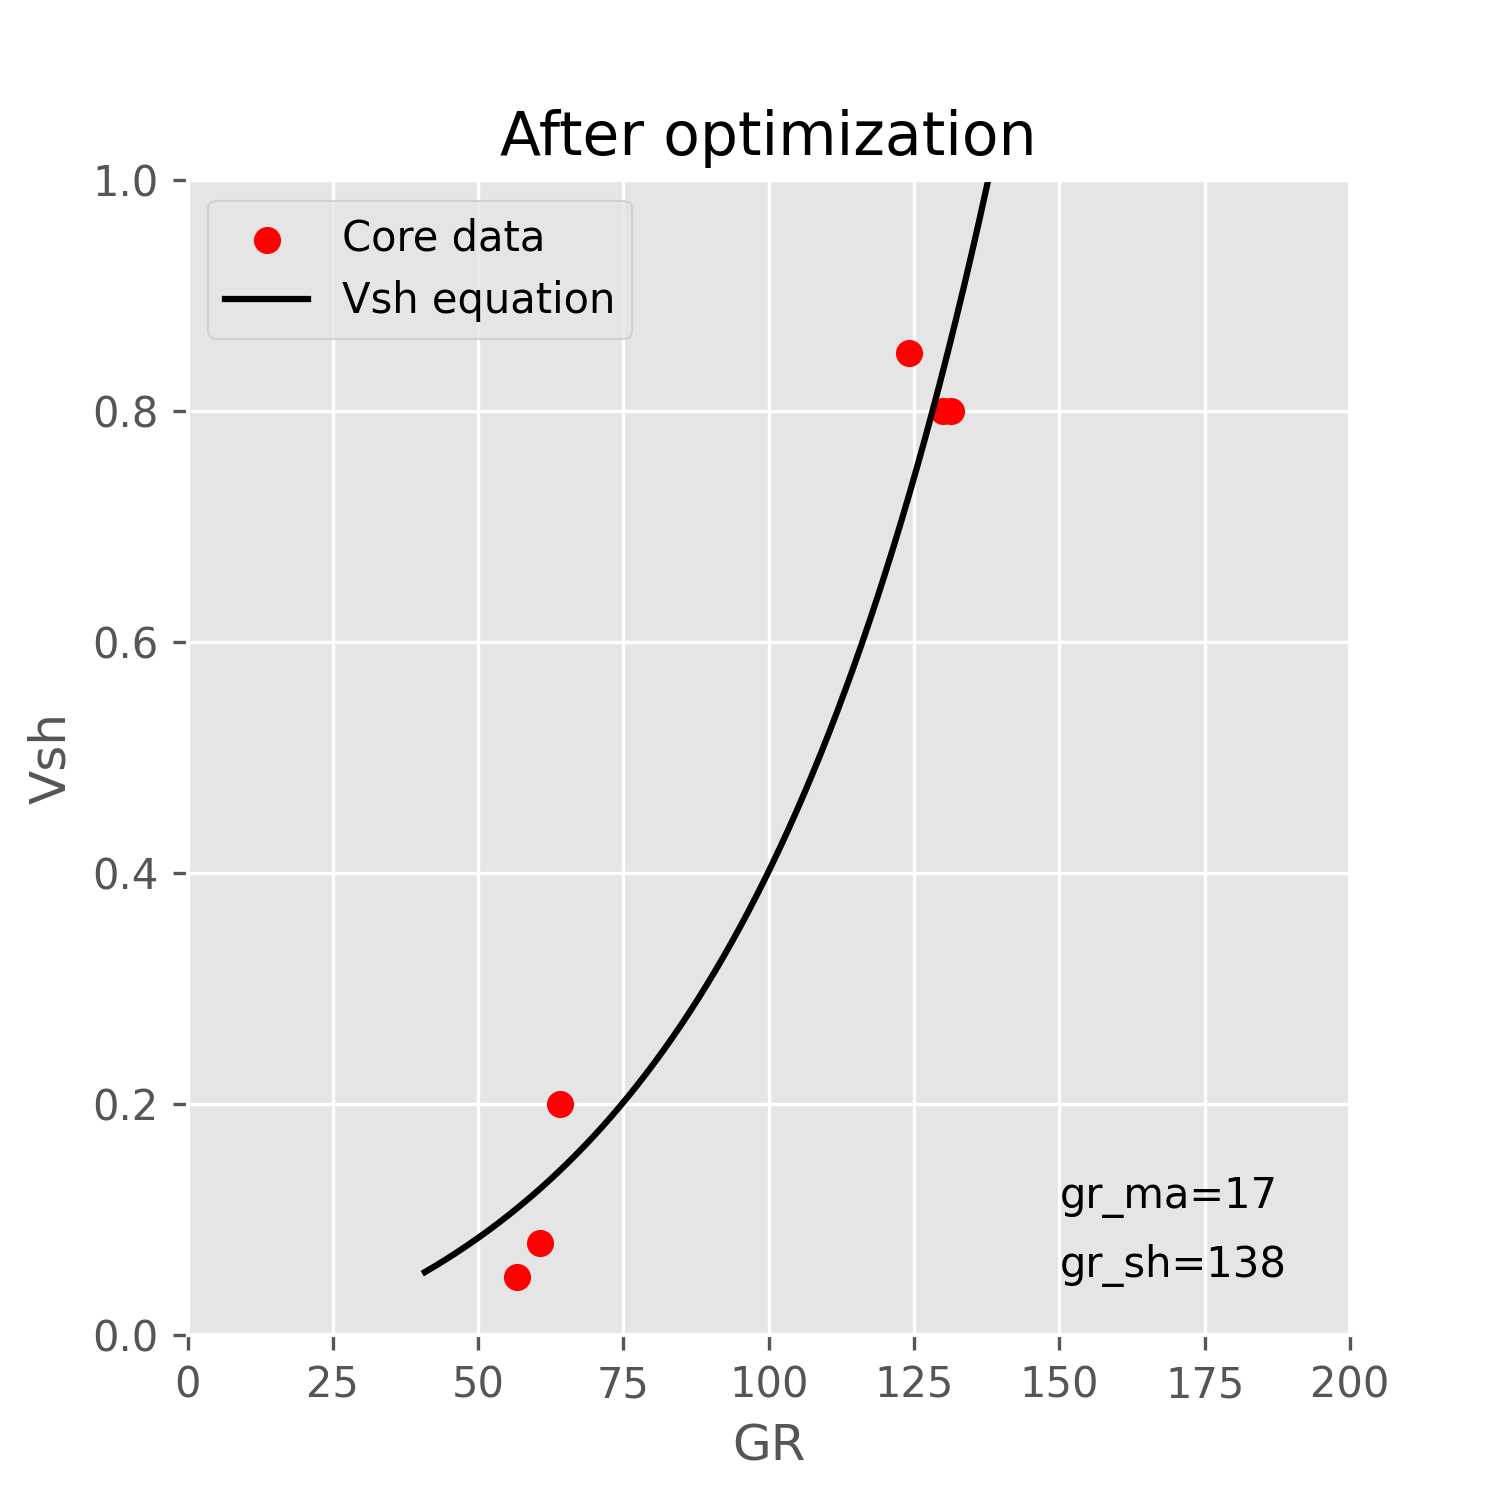 After optimization
1.0
0.8
0.6
0.4
0.2
0.0
Vsh
Core data
Vsh equation
gr_ma=17
gr_sh=138
0 25 50 75 100 125 150 175 200
GR